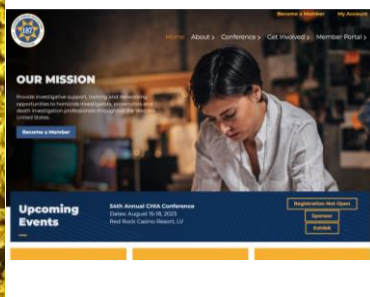 Become a Member My Account
187
Home About > Conference > Get Involved > Member Portal >
OUR MISSION
Provide investigative support, training and networking
opportunities to homicide investigators, prosecutors and
death investigation professionals throughout the Western
United States.
Become a Member
Upcoming
Events
54th Annual CHIA Conference
Dates: August 15-18, 2023
Red Rock Casino Resort, LV
Registration Not Open
Sponsor
Exhibit